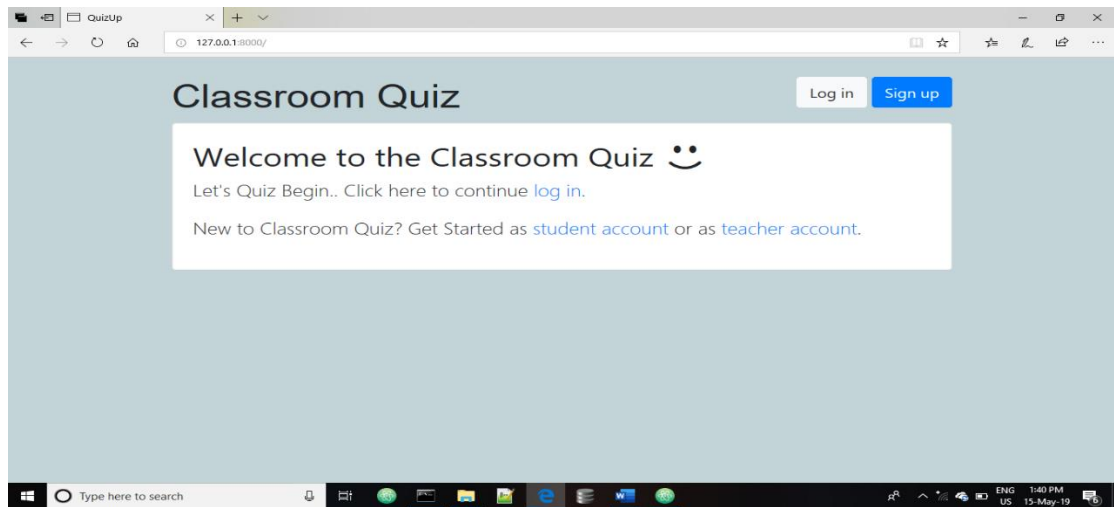 QuizUp
127.0.0.1:8000/
Classroom Quiz
Log in
Sign up
Welcome to the Classroom Quiz
Let's Quiz Begin.. Click here to continue log in.
New to Classroom Quiz? Get Started as student account or as teacher account.
Type here to search
ENG
US
1:40 PM
15-May-19